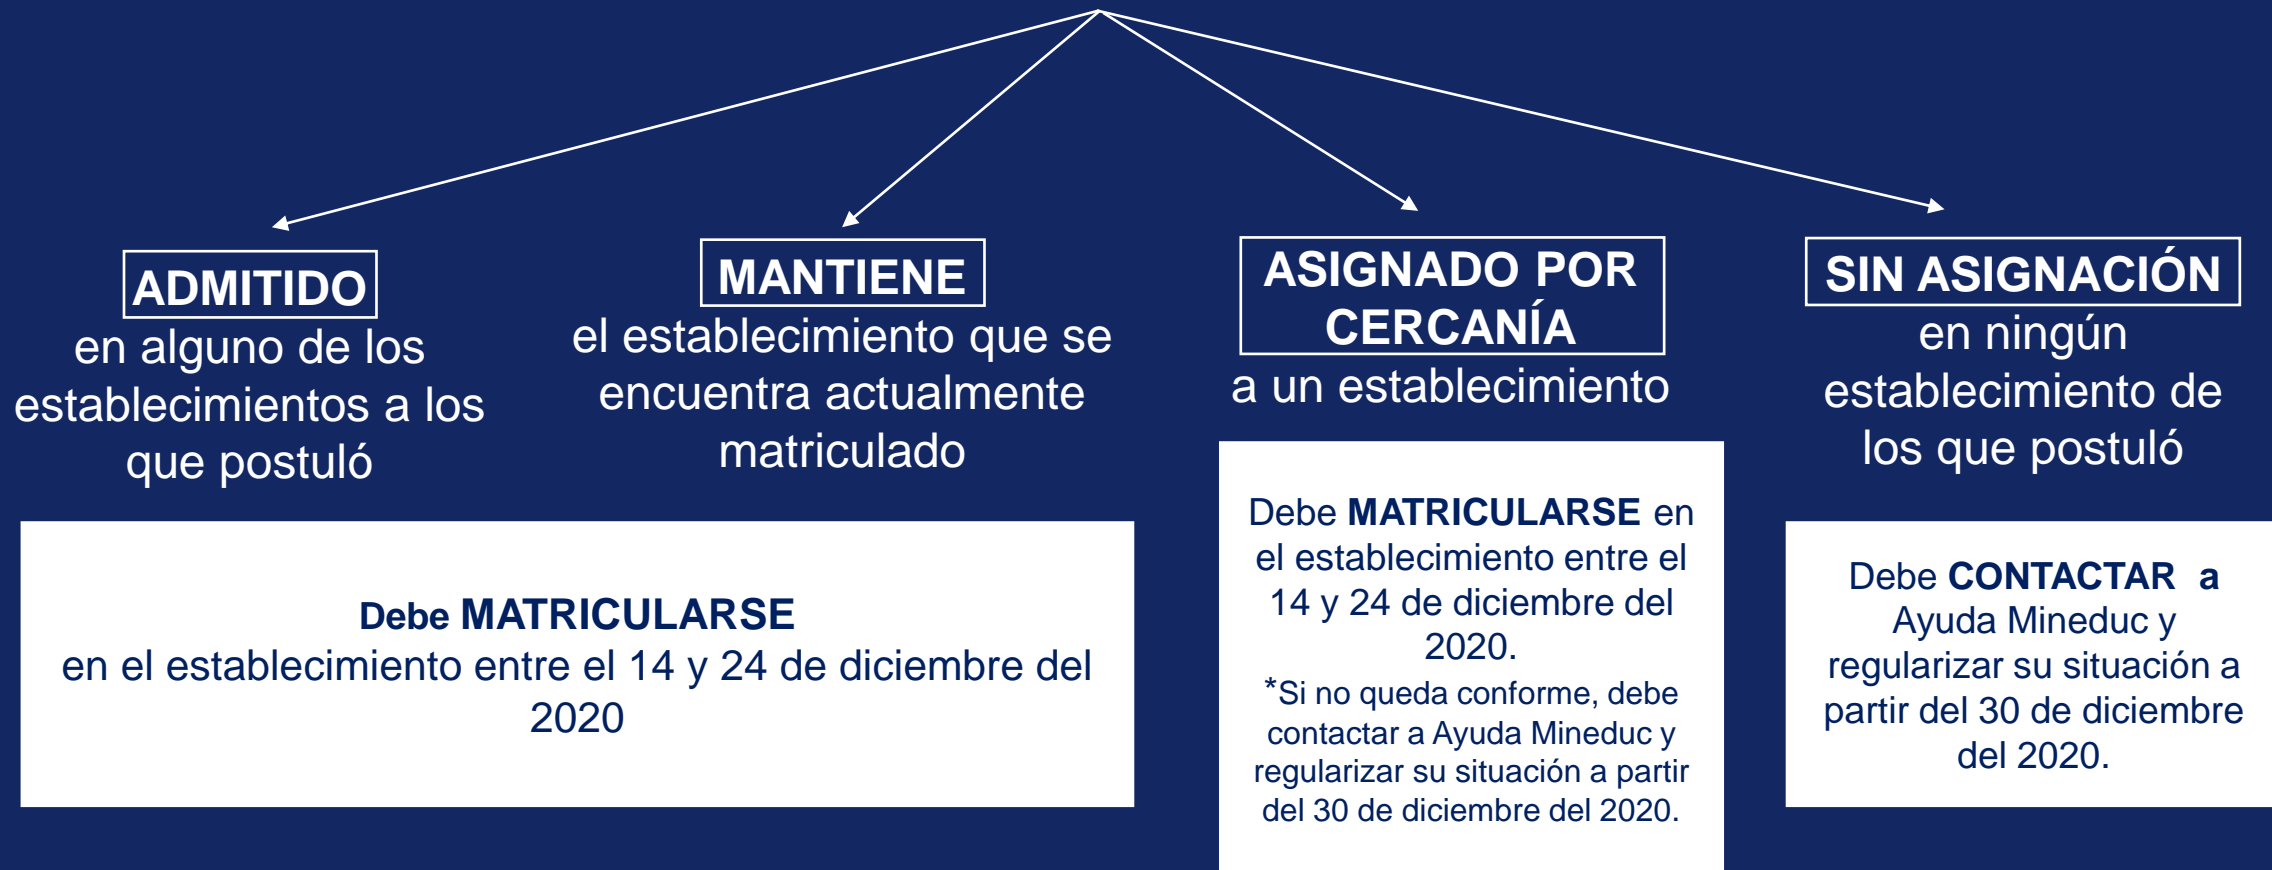 ADMITIDO
en alguno de los
establecimientos a los
que postuló
MANTIENE
el establecimiento que se
encuentra actualmente
matriculado
Debe MATRICULARSE
en el establecimiento entre el 14 y 24 de diciembre del
2020
ASIGNADO POR
CERCANÍA
a un establecimiento
Debe MATRICULARSE en
el establecimiento entre el
14 y 24 de diciembre del
2020.
*Si no queda conforme, debe
contactar a Ayuda Mineduc y
regularizar su situación a partir
del 30 de diciembre del 2020.
SIN ASIGNACIÓN
en ningún
establecimiento de
los que postuló
Debe CONTACTAR a
Ayuda Mineduc y
regularizar su situación a
partir del 30 de diciembre
del 2020.